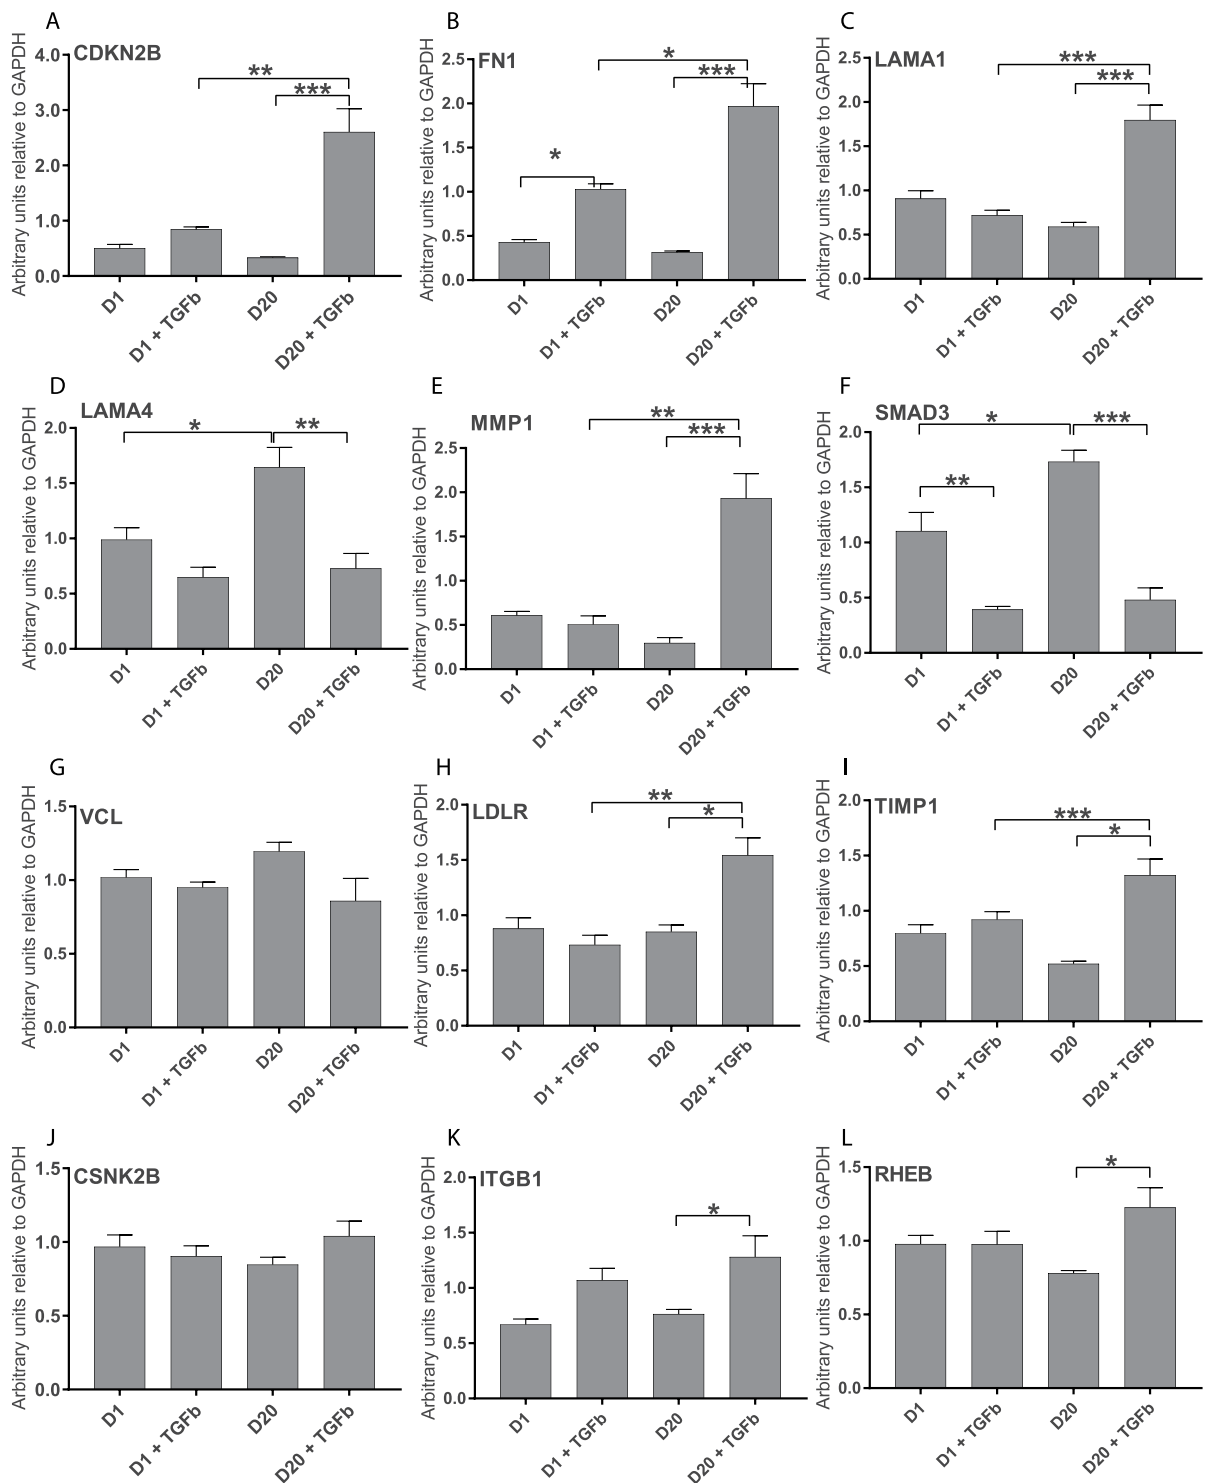 A
CDKN2B
Arbitrary units relative to GAPDH
4.0
3.0
2.0
1.0
0.0
**
***
D1
D1 + TGFb
D20
D20 + TGFb
B
FN1
Arbitrary units relative to GAPDH
2.5
2.0
1.5
1.0
0.5
0.0
*
***
*
D1
D1 + TGFb
D20
D20 + TGFb
C
LAMA1
Arbitrary units relative to GAPDH
2.5
2.0
1.5
1.0
0.5
0.0
***
***
D1
D1 + TGFb
D20
D20 + TGFb
D
LAMA4
Arbitrary units relative to GAPDH
2.0
1.5
1.0
0.5
0.0
*
**
D1
D1 + TGFb
D20
D20 + TGFb
E
MMP1
Arbitrary units relative to GAPDH
2.5
2.0
1.5
1.0
0.5
0.0
**
***
D1
D1 + TGFb
D20
D20 + TGFb
F
SMAD3
Arbitrary units relative to GAPDH
2.0
1.5
1.0
0.5
0.0
*
***
**
D1
D1 + TGFb
D20
D20 + TGFb
G
VCL
Arbitrary units relative to GAPDH
1.5
1.0
0.5
0.0
D1
D1 + TGFb
D20
D20 + TGFb
H
LDLR
Arbitrary units relative to GAPDH
2.0
1.5
1.0
0.5
0.0
**
*
D1
D1 + TGFb
D20
D20 + TGFb
I
TIMP1
Arbitrary units relative to GAPDH
2.0
1.5
1.0
0.5
0.0
***
*
D1
D1 + TGFb
D20
D20 + TGFb
J
CSNK2B
Arbitrary units relative to GAPDH
1.5
1.0
0.5
0.0
D1
D1 + TGFb
D20
D20 + TGFb
K
ITGB1
Arbitrary units relative to GAPDH
2.0
1.5
1.0
0.5
0.0
*
D1
D1 + TGFb
D20
D20 + TGFb
L
RHEB
Arbitrary units relative to GAPDH
1.5
1.0
0.5
0.0
*
D1
D1 + TGFb
D20
D20 + TGFb